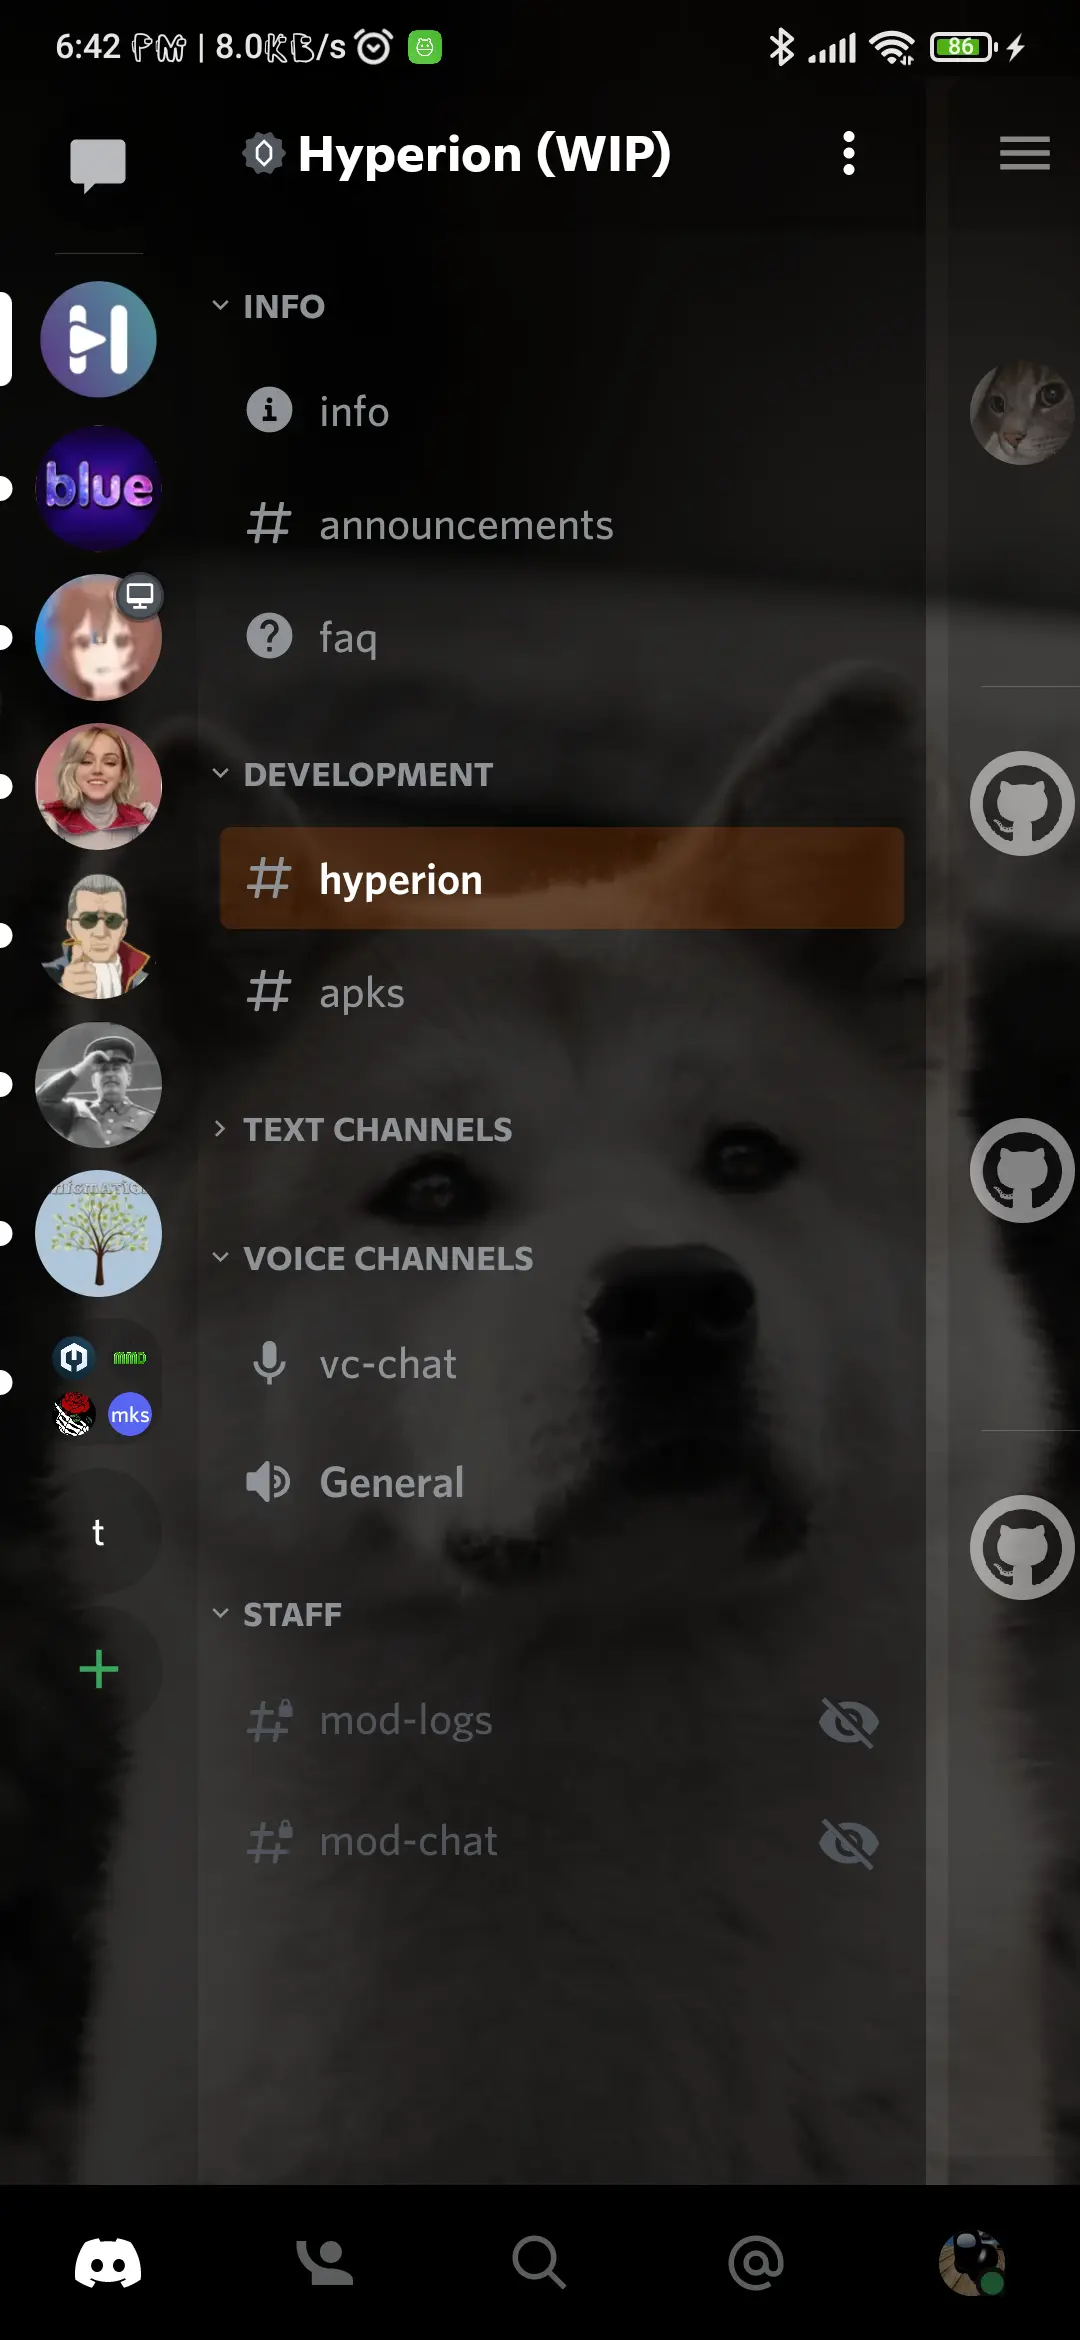 6:42 PM | 8.0KB/s
86
Hyperion (WIP)
INFO
info
announcements
blue
faq
DEVELOPMENT
hyperion
apks
TEXT CHANNELS
VOICE CHANNELS
vc-chat
MMD
mks
General
t
STAFF
mod-logs
mod-chat